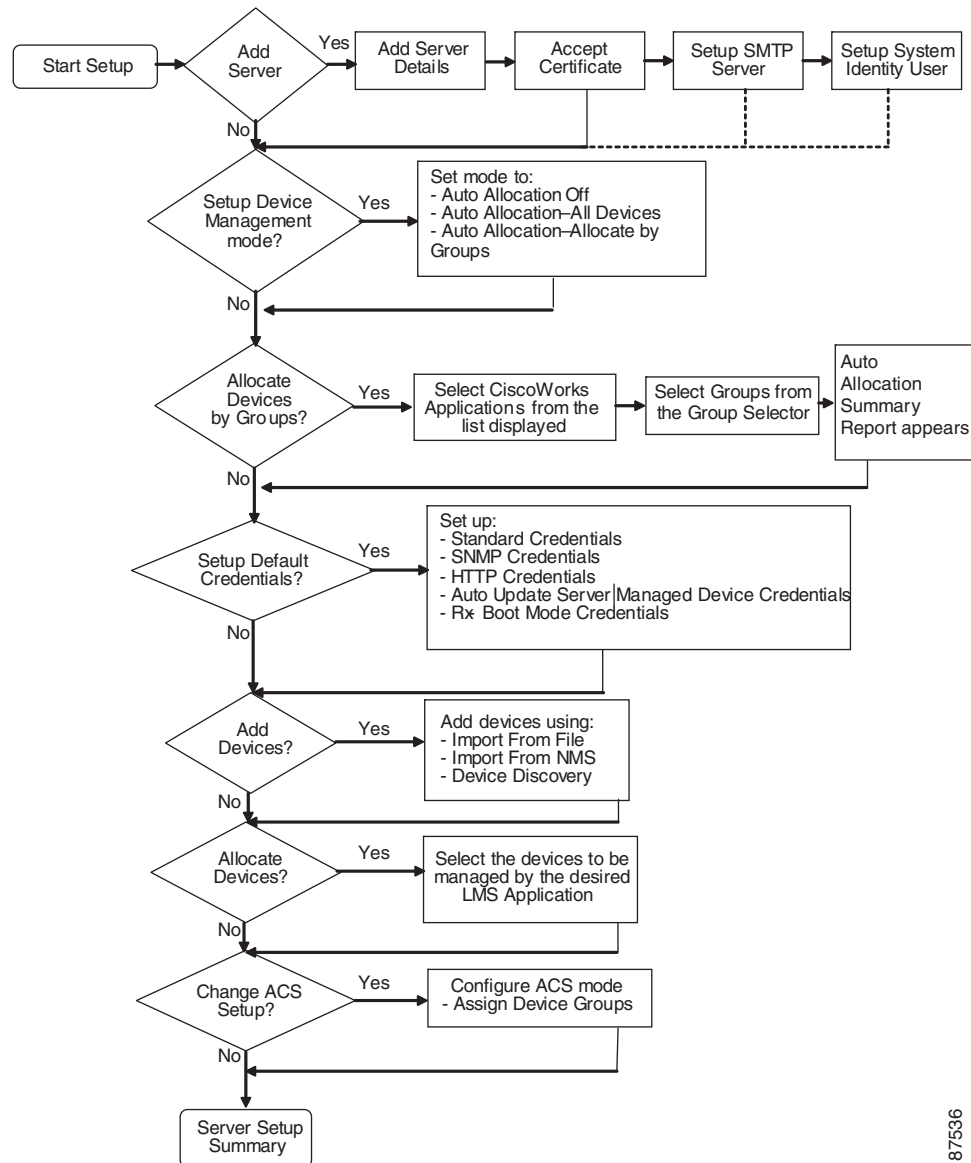 Start Setup
Add
Server
Yes
Add Server
Details
Accept
Certificate
Setup SMTP
Server
Setup System
Identity User
No
Setup Device
Management
mode?
Yes
Set mode to:
- Auto Allocation Off
- Auto Allocation–All Devices
- Auto Allocation–Allocate by
Groups
No
Allocate
Devices
by Groups?
Yes
Select CiscoWorks
Applications from the
list displayed
Select Groups from
the Group Selector
Auto
Allocation
Summary
Report appears
No
Setup Default
Credentials?
Yes
Set up:
- Standard Credentials
- SNMP Credentials
- HTTP Credentials
- Auto Update Server Managed Device Credentials
- Rx- Boot Mode Credentials
No
Add
Devices?
Yes
Add devices using:
- Import From File
- Import From NMS
- Device Discovery
No
Allocate
Devices?
Yes
Select the devices to be
managed by the desired
LMS Application
No
Change ACS
Setup?
Yes
Configure ACS mode
- Assign Device Groups
No
Server Setup
Summary
87536